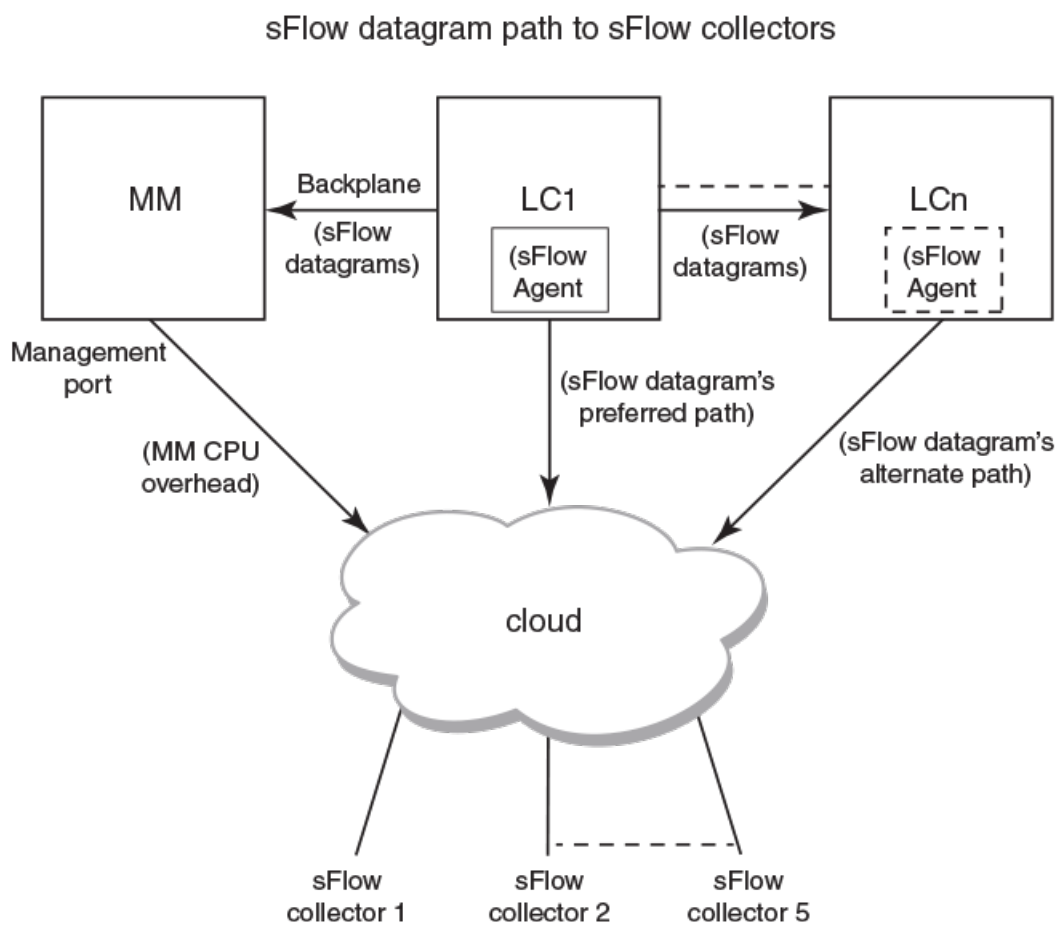 sFlow datagram path to sFlow collectors
MM
Backplane
(sFlow
datagrams)
LC1
(sFlow
Agent
(sFlow
datagrams)
LCn
(sFlow
Agent
Management
port
(MM CPU
overhead)
(sFlow datagram's
preferred path)
(sFlow datagram's
alternate path)
cloud
sFlow
collector 1
sFlow
collector 2
sFlow
collector 5